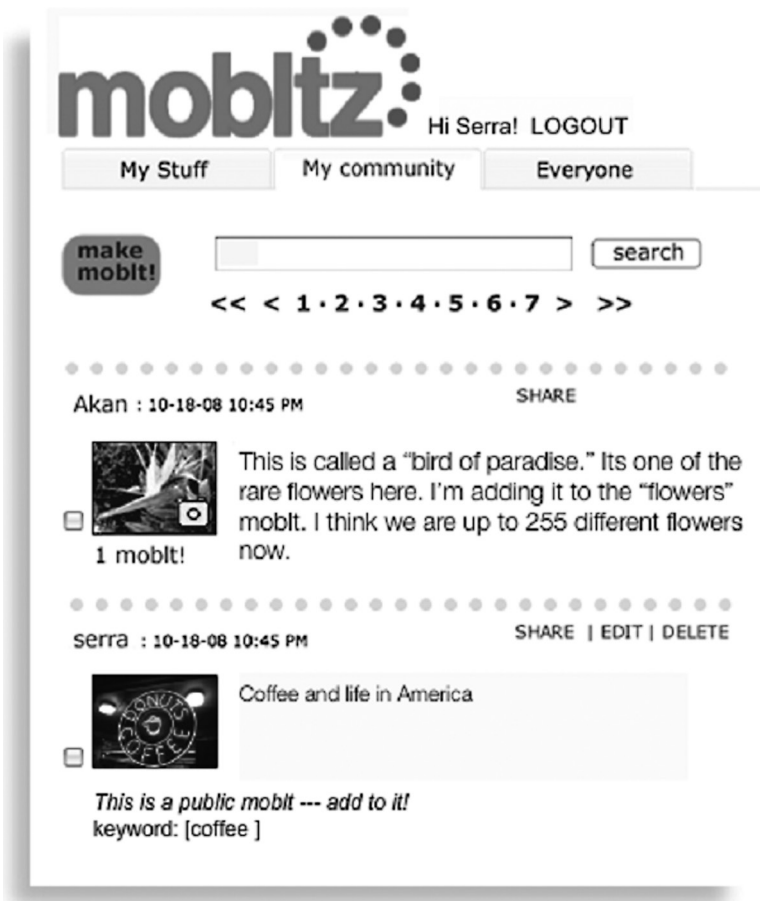 mobltz
Hi Serra! LOGOUT
My Stuff My community Everyone
make
moblt!
search
<< < 1 · 2 · 3 · 4 · 5 · 6 · 7 > >>
Akan : 10-18-08 10:45 PM SHARE
This is called a “bird of paradise.” Its one of the
rare flowers here. I’m adding it to the “flowers”
moblt. I think we are up to 255 different flowers
now.
1 moblt!
serra : 10-18-08 10:45 PM SHARE | EDIT | DELETE
DONUTS
COFFEE
Coffee and life in America
This is a public moblt --- add to it!
keyword: [coffee ]